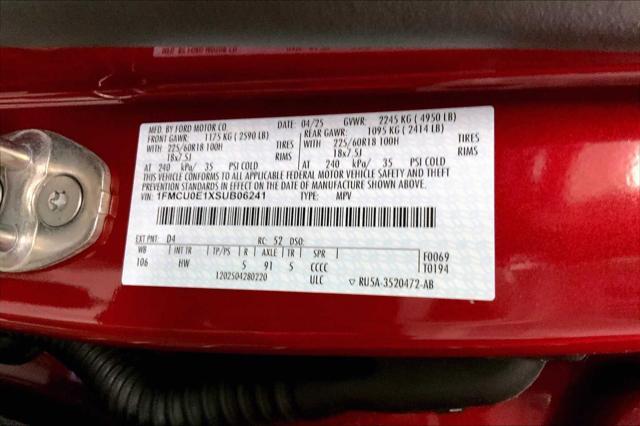 MFD. BY FORD MOTOR CO. DATE: 04/25 GVWR: 2245 KG ( 4950 LB)
FRONT GAWR: 1175 KG ( 2590 LB) REAR GAWR: 1095 KG ( 2414 LB)
WITH 225/60R18 100H TIRES WITH 225/60R18 100H TIRES
18x7.5J RIMS 18x7.5J RIMS
AT 240 kPa/ 35 PSI COLD AT 240 kPa/ 35 PSI COLD
THIS VEHICLE CONFORMS TO ALL APPLICABLE FEDERAL MOTOR VEHICLE SAFETY AND THEFT
PREVENTION STANDARDS IN EFFECT ON THE DATE OF MANUFACTURE SHOWN ABOVE.
VIN: 1FMCU0E1XSUB06241 TYPE: MPV
EXT PNT: D4 RC: 52 DSO:
WB INT TR TP/PS R AXLE TR SPR F0069
106 HW 5 91 5 CCCC T0194
1202504280220 ULC ▽ RU5A-3520472-AB